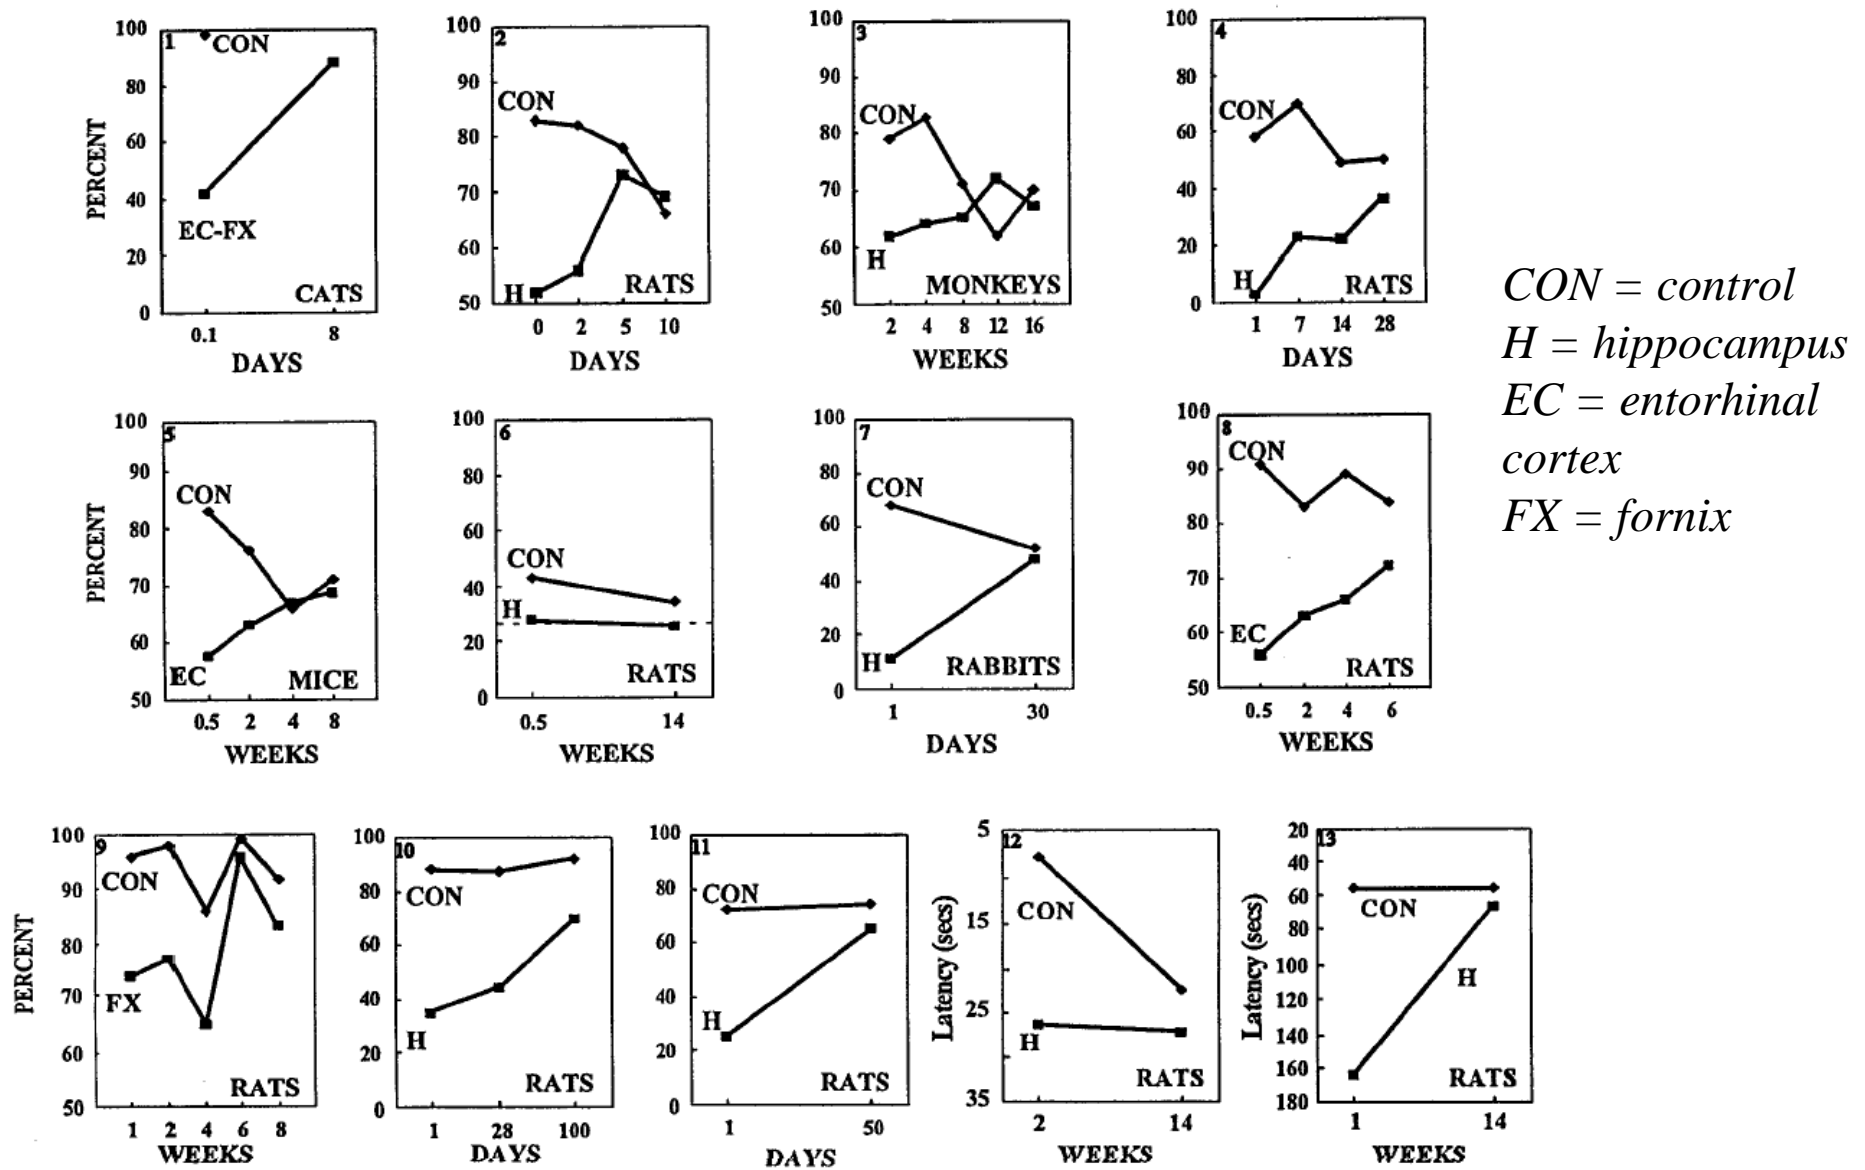 1
CON
EC-FX
CATS
PERCENT
100
80
60
40
20
0
0.1 8
DAYS
2
CON
H
RATS
100
90
80
70
60
50
0 2 5 10
DAYS
3
CON
H
MONKEYS
100
90
80
70
60
50
2 4 8 12 16
WEEKS
4
CON
H
RATS
100
80
60
40
20
0
1 7 14 28
DAYS
CON = control
H = hippocampus
EC = entorhinal
cortex
FX = fornix
5
CON
EC
MICE
PERCENT
100
90
80
70
60
50
0.5 2 4 8
WEEKS
6
CON
H
RATS
100
80
60
40
20
0
0.5 14
WEEKS
7
CON
H
RABBITS
100
80
60
40
20
0
1 30
DAYS
8
CON
EC
RATS
100
90
80
70
60
50
0.5 2 4 6
WEEKS
9
CON
FX
RATS
PERCENT
100
90
80
70
60
50
1 2 4 6 8
WEEKS
10
CON
H
RATS
100
80
60
40
20
0
1 28 100
DAYS
11
CON
H
RATS
100
80
60
40
20
0
1 50
DAYS
12
CON
H
RATS
Latency (secs)
5
15
25
35
2 14
WEEKS
13
CON
H
RATS
Latency (secs)
20
40
60
80
100
120
140
160
180
1 14
WEEKS